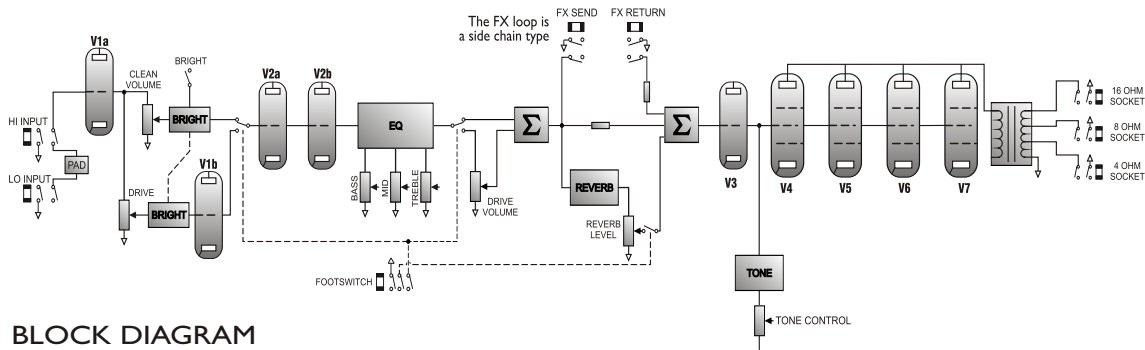 The FX loop is
a side chain type
FX SEND
FX RETURN
V1a
CLEAN
VOLUME
BRIGHT
BRIGHT
V2a
V2b
EQ
Σ
Σ
HI INPUT
PAD
LO INPUT
V1b
DRIVE
BRIGHT
BASS
MID
TREBLE
DRIVE
VOLUME
REVERB
REVERB
LEVEL
V3
V4
V5
V6
V7
16 OHM
SOCKET
8 OHM
SOCKET
4 OHM
SOCKET
FOOTSWITCH
TONE
TONE CONTROL
BLOCK DIAGRAM